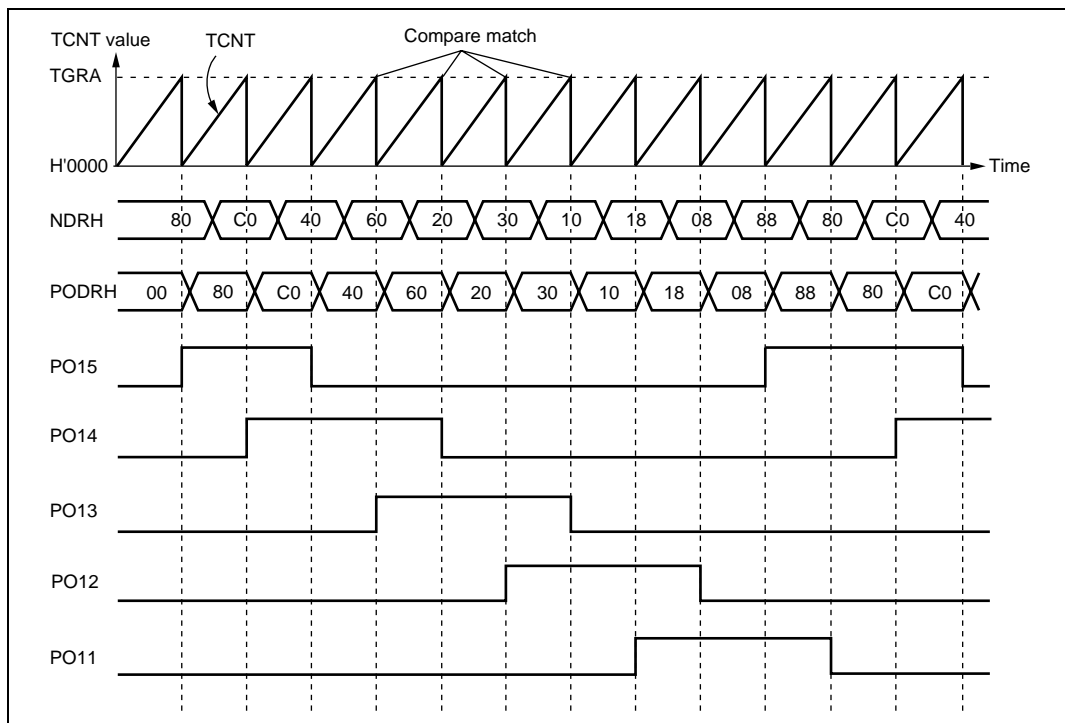 TCNT value
TCNT
Compare match
TGRA
H'0000
Time
NDRH
80 C0 40 60 20 30 10 18 08 88 80 C0 40
PODRH
00 80 C0 40 60 20 30 10 18 08 88 80 C0
PO15
PO14
PO13
PO12
PO11